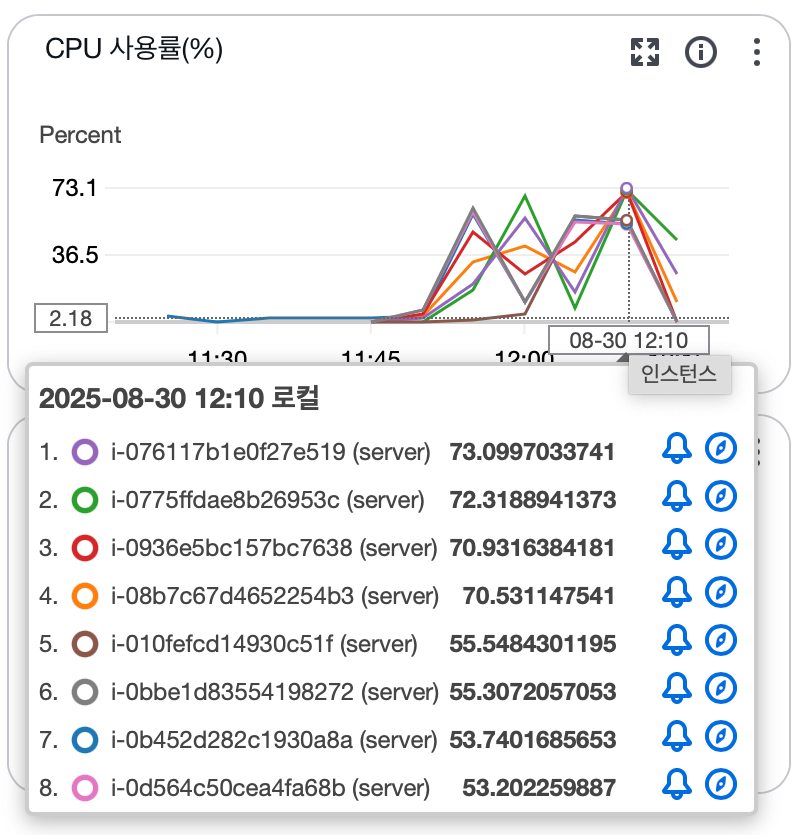 CPU 사용률(%)
Percent
73.1
36.5
2.18
08-30 12:10
11:30 11:45 12:00
인스턴스
2025-08-30 12:10 로컬
1. i-076117b1e0f27e519 (server) 73.0997033741
2. i-0775ffdae8b26953c (server) 72.3188941373
3. i-0936e5bc157bc7638 (server) 70.9316384181
4. i-08b7c67d4652254b3 (server) 70.531147541
5. i-010fefcd14930c51f (server) 55.5484301195
6. i-0bbe1d83554198272 (server) 55.3072057053
7. i-0b452d282c1930a8a (server) 53.7401685653
8. i-0d564c50cea4fa68b (server) 53.202259887